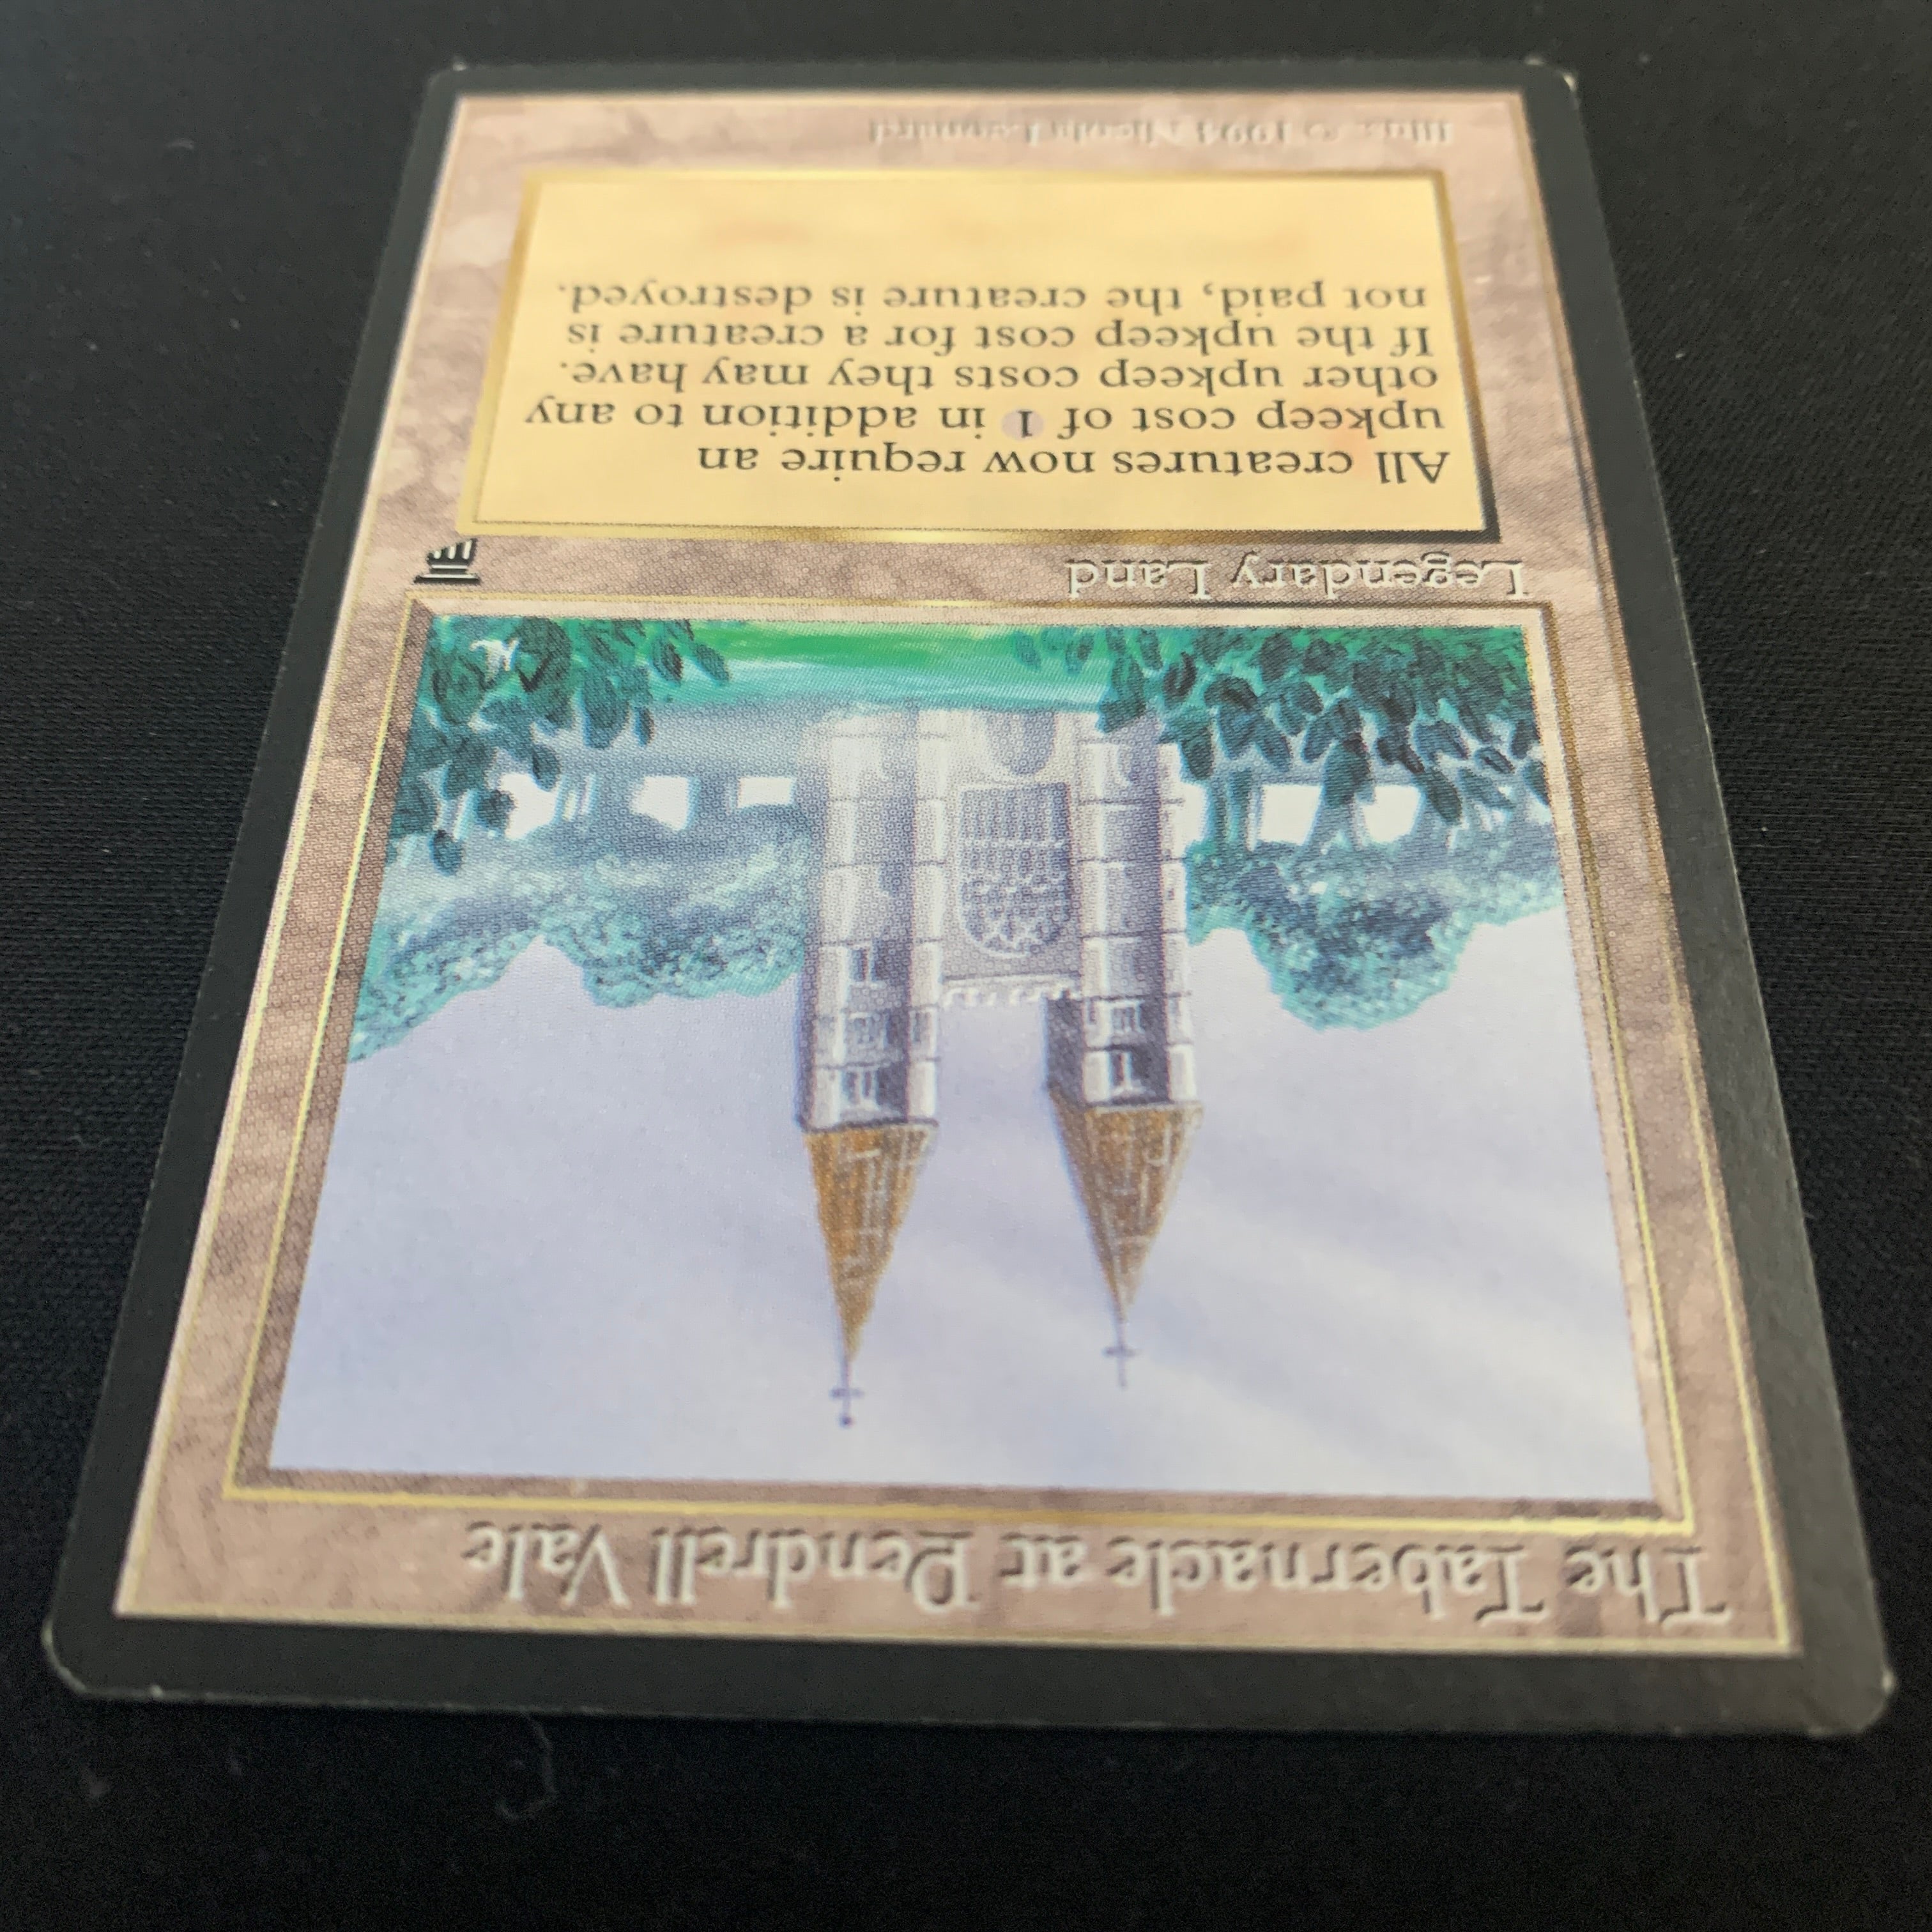 The Tabernacle at Pendrell Vale
Legendary Land
All creatures now require an
upkeep cost of 1 in addition to any
other upkeep costs they may have.
If the upkeep cost for a creature is
not paid, the creature is destroyed.
Illus. © 1994 Nicola Leonard